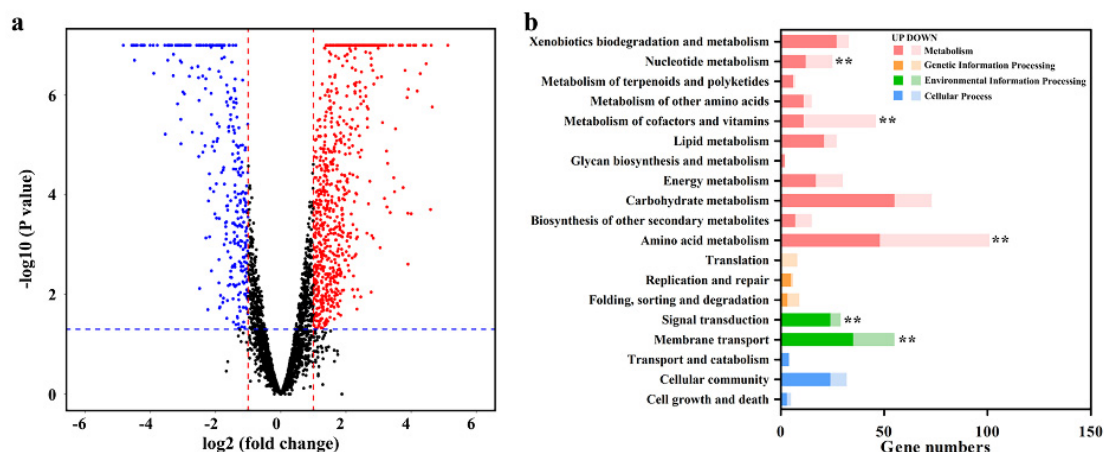 a
-log10 (P value)
6
4
2
0
-6
-4
-2
0
2
4
6
log2 (fold change)
b
Xenobiotics biodegradation and metabolism
Nucleotide metabolism
**
Metabolism of terpenoids and polyketides
Metabolism of other amino acids
Metabolism of cofactors and vitamins
**
Lipid metabolism
Glycan biosynthesis and metabolism
Energy metabolism
Carbohydrate metabolism
Biosynthesis of other secondary metabolites
Amino acid metabolism
**
Translation
Replication and repair
Folding, sorting and degradation
Signal transduction
**
Membrane transport
**
Transport and catabolism
Cellular community
Cell growth and death
UP DOWN
Metabolism
Genetic Information Processing
Environmental Information Processing
Cellular Process
0
50
100
150
Gene numbers